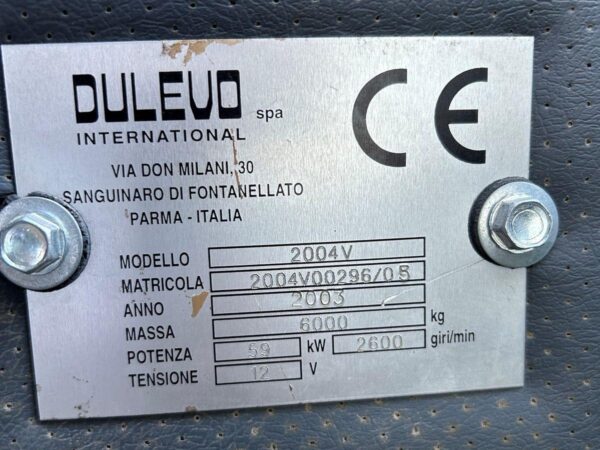 DULEVO spa
INTERNATIONAL
CE
VIA DON MILANI, 30
SANGUINARO DI FONTANELLATO
PARMA - ITALIA
MODELLO 2004V
MATRICOLA 2004V00296/05
ANNO 2003
MASSA 6000 kg
POTENZA 59 kW 2600 giri/min
TENSIONE 12 V